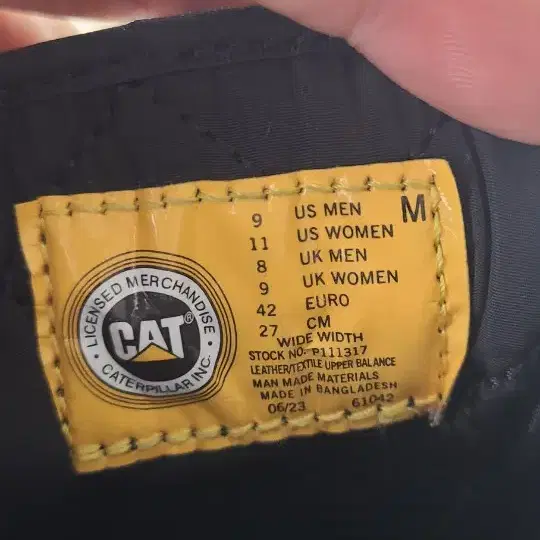 9 US MEN M
11 US WOMEN
8 UK MEN
9 UK WOMEN
42 EURO
27 CM
WIDE WIDTH
STOCK NO. P111317
LEATHER/TEXTILE UPPER BALANCE
MAN MADE MATERIALS
MADE IN BANGLADESH
06/23 61042
LICENSED MERCHANDISE
CAT®
CATERPILLAR INC.